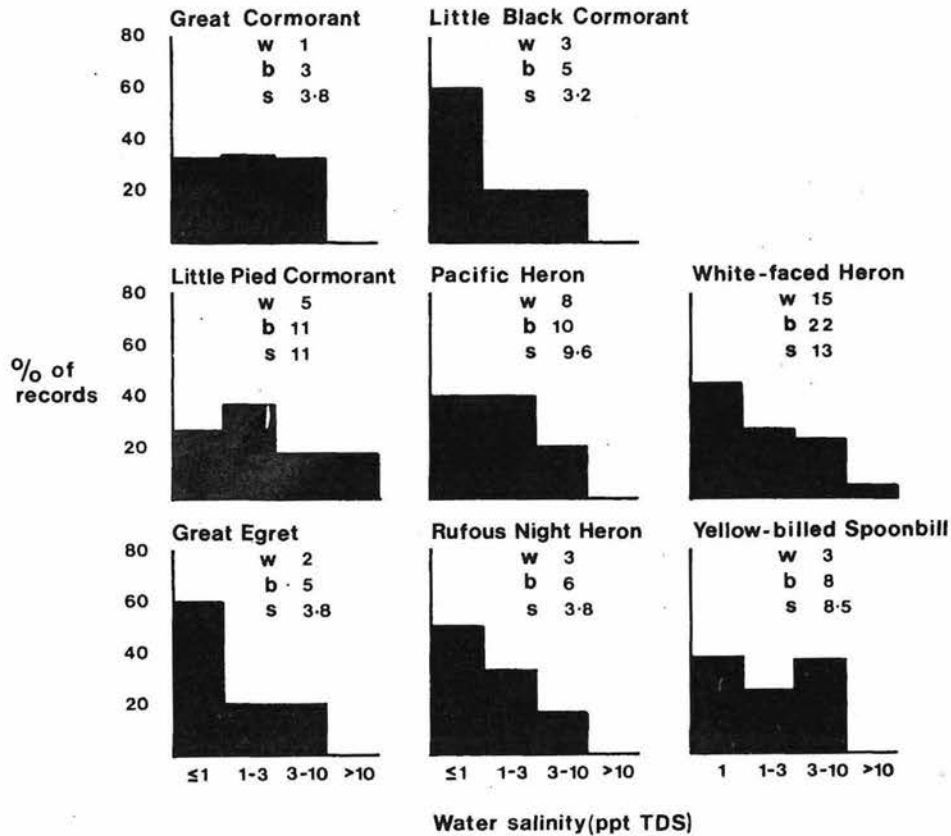 Great Cormorant
w 1
b 3
s 3·8
Little Black Cormorant
w 3
b 5
s 3·2
80
60
40
20
Little Pied Cormorant
w 5
b 11
s 11
Pacific Heron
w 8
b 10
s 9·6
White-faced Heron
w 15
b 22
s 13
80
60
40
20
% of
records
Great Egret
w 2
b 5
s 3·8
Rufous Night Heron
w 3
b 6
s 3·8
Yellow-billed Spoonbill
w 3
b 8
s 8·5
80
60
40
20
≤1 1-3 3-10 >10
≤1 1-3 3-10 >10
1 1-3 3-10 >10
Water salinity(ppt TDS)